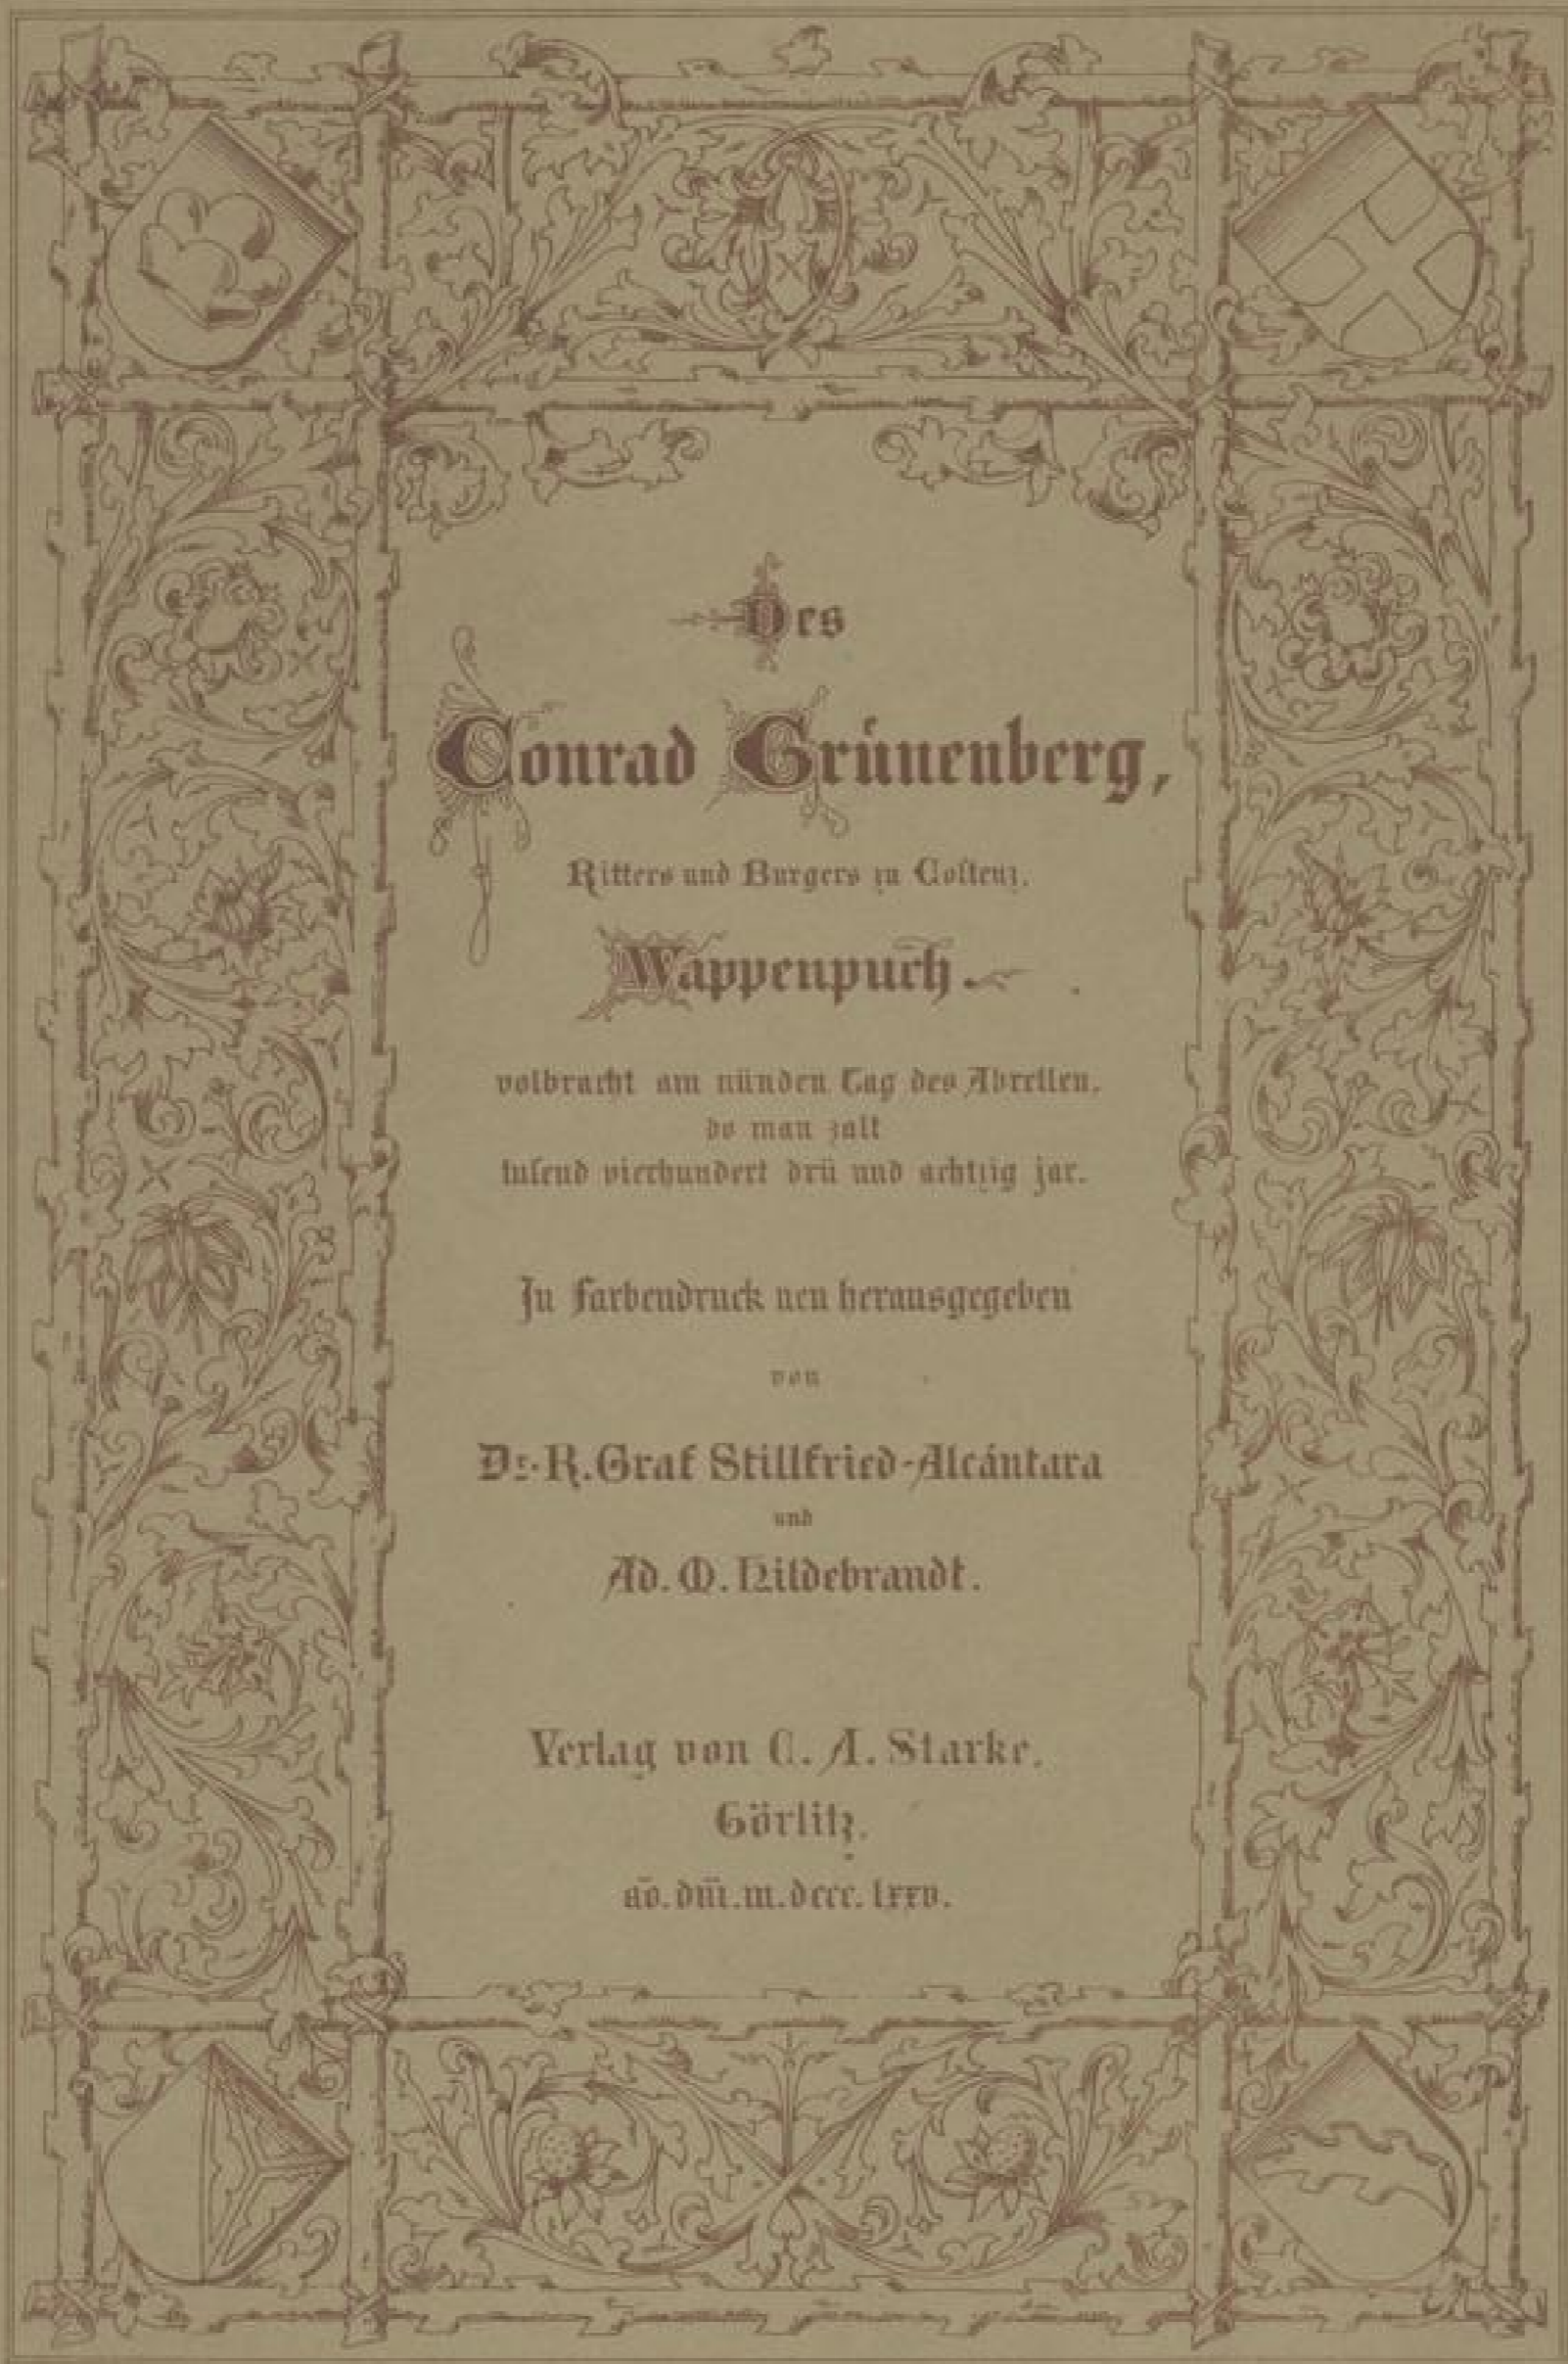 Des
Conrad Grünenberg,
Ritters und Burgers zu Costenz,
Wappenpuch.
volbracht am nünden Tag des Abrellen,
do man zalt
tusend vierhundert drü und achtzig jar.
In Farbendruck neu herausgegeben
von
Dr. R. Graf Stillfried-Alcántara
und
Ad. M. Hildebrandt.
Verlag von C. A. Starke,
Görlitz.
aō. dm̄. m. dccc. lxxv.